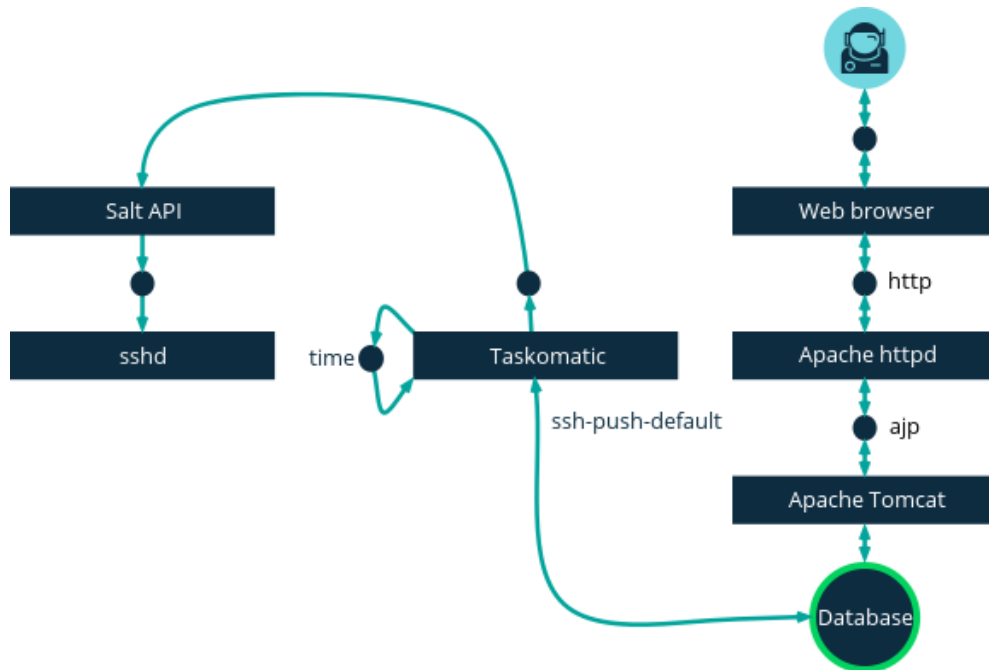 Salt API
Web browser
http
sshd
time
Taskomatic
Apache httpd
ssh-push-default
ajp
Apache Tomcat
Database